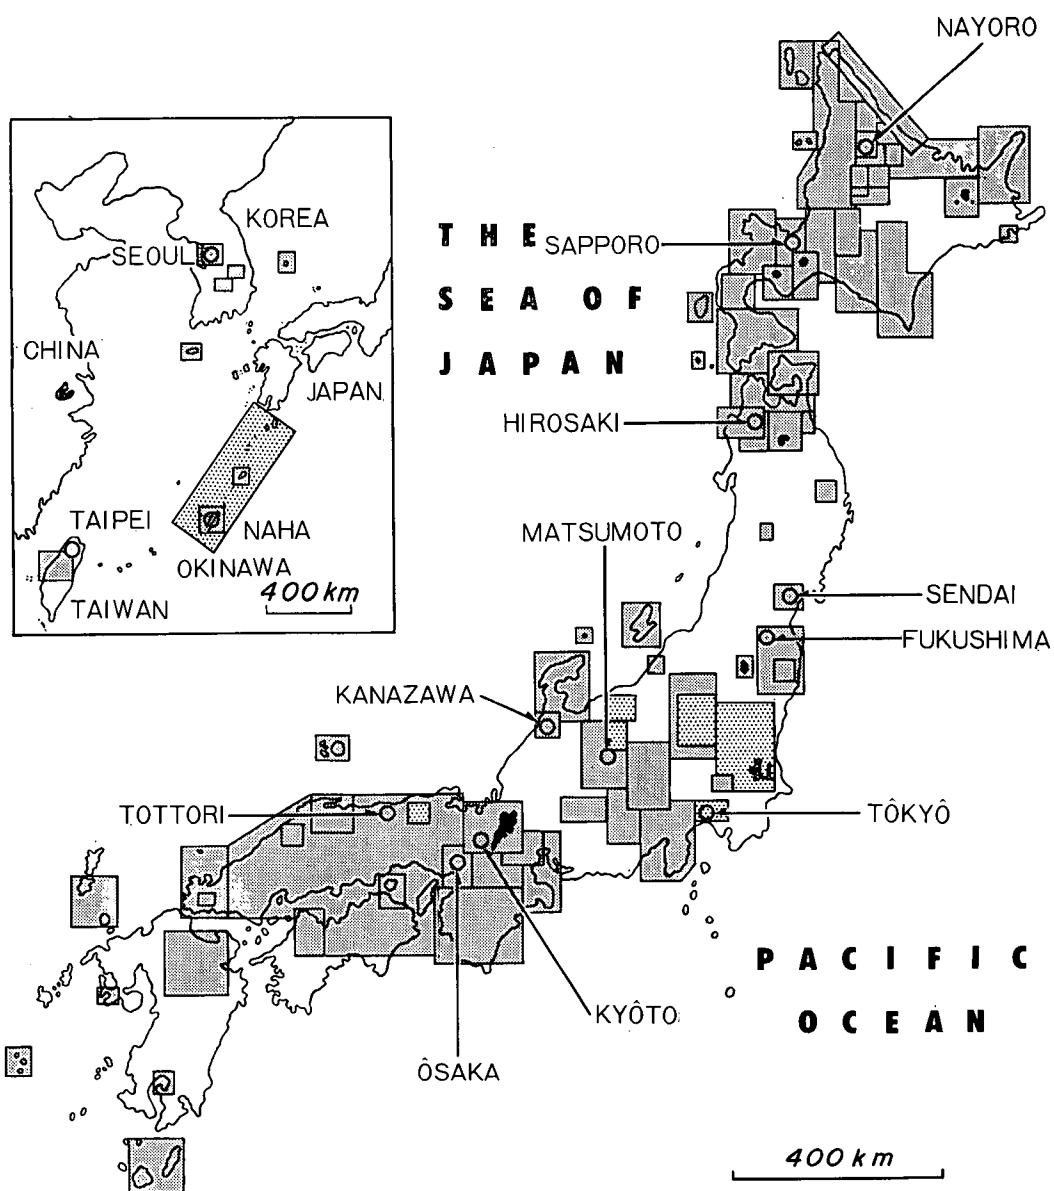 NAYORO
KOREA
THE
SEOUL
SAPPORO
SEA OF
CHINA
JAPAN
JAPAN
HIROSAKI
TAIPEI
NAHA
MATSUMOTO
OKINAWA
400 km
TAIWAN
SENDAI
FUKUSHIMA
KANAZAWA
TOTTORI
TÔKYÔ
PACIFIC
OCEAN
KYÔTO
ÔSAKA
400 km